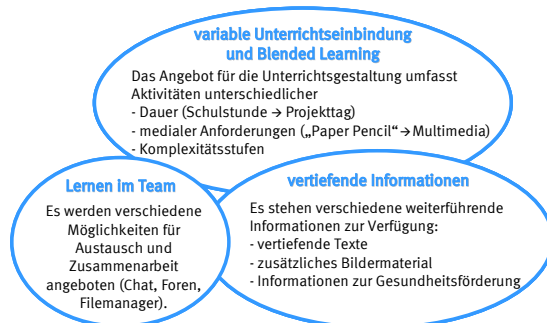 variable Unterrichtseinbindung
und Blended Learning
Das Angebot für die Unterrichtsgestaltung umfasst
Aktivitäten unterschiedlicher
- Dauer (Schulstunde → Projekttag)
- medialer Anforderungen („Paper Pencil“→ Multimedia)
- Komplexitätsstufen
Lernen im Team
Es werden verschiedene
Möglichkeiten für
Austausch und
Zusammenarbeit
angeboten (Chat, Foren,
Filemanager).
vertiefende Informationen
Es stehen verschiedene weiterführende
Informationen zur Verfügung:
- vertiefende Texte
- zusätzliches Bildermaterial
- Informationen zur Gesundheitsförderung